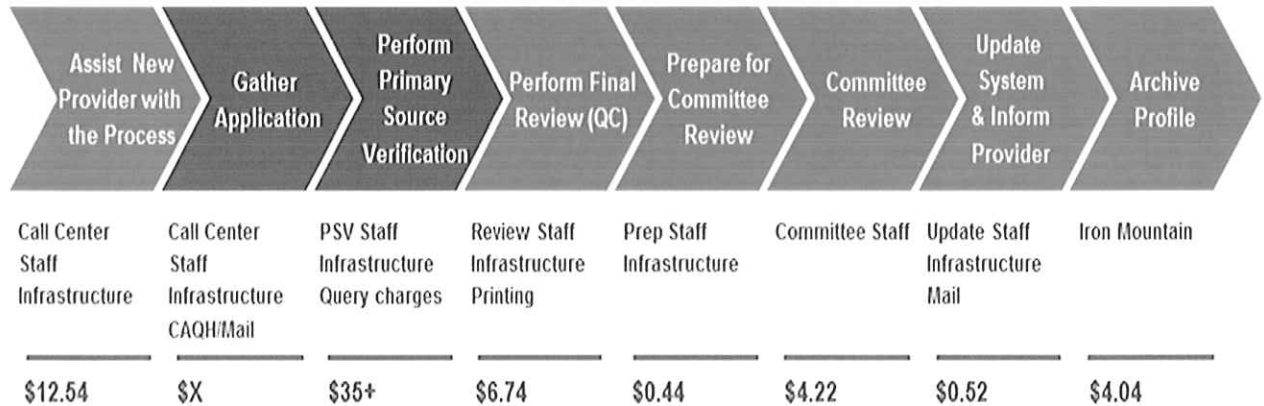 Assist New
Provider with
the Process
Gather
Application
Perform
Primary
Source
Verification
Perform Final
Review (QC)
Prepare for
Committee
Review
Committee
Review
Update
System
& Inform
Provider
Archive
Profile
Call Center
Staff
Infrastructure
Call Center
Staff
Infrastructure
CAQH/Mail
PSV Staff
Infrastructure
Query charges
Review Staff
Infrastructure
Printing
Prep Staff
Infrastructure
Committee Staff
Update Staff
Infrastructure
Mail
Iron Mountain
$12.54
$X
$35+
$6.74
$0.44
$4.22
$0.52
$4.04